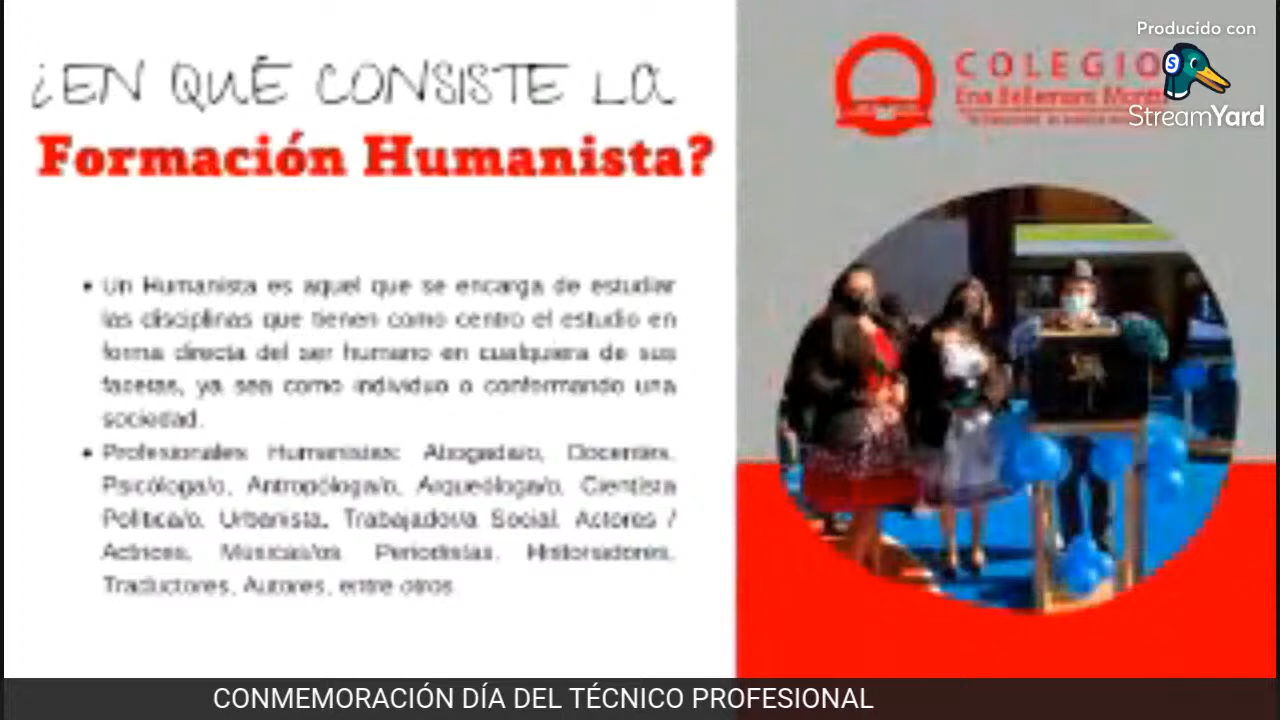 ¿EN QUÉ CONSISTE LA
Formación Humanista?
• Un Humanista es aquel que se encarga de estudiar
las disciplinas que tienen como centro el estudio en
forma directa del ser humano en cualquiera de sus
facetas, ya sea como individuo o conformando una
sociedad.
• Profesionales Humanistas: Abogada/o, Docentes,
Psicóloga/o, Antropóloga/o, Arqueóloga/o, Cientista
Política/o, Urbanista, Trabajador/a Social, Actores /
Actrices, Músicas/os Periodistas, Historiadores,
Traductores, Autores, entre otros
COLEGIO
Ena Bellemans
Producido con
StreamYard
CONMEMORACIÓN DÍA DEL TÉCNICO PROFESIONAL